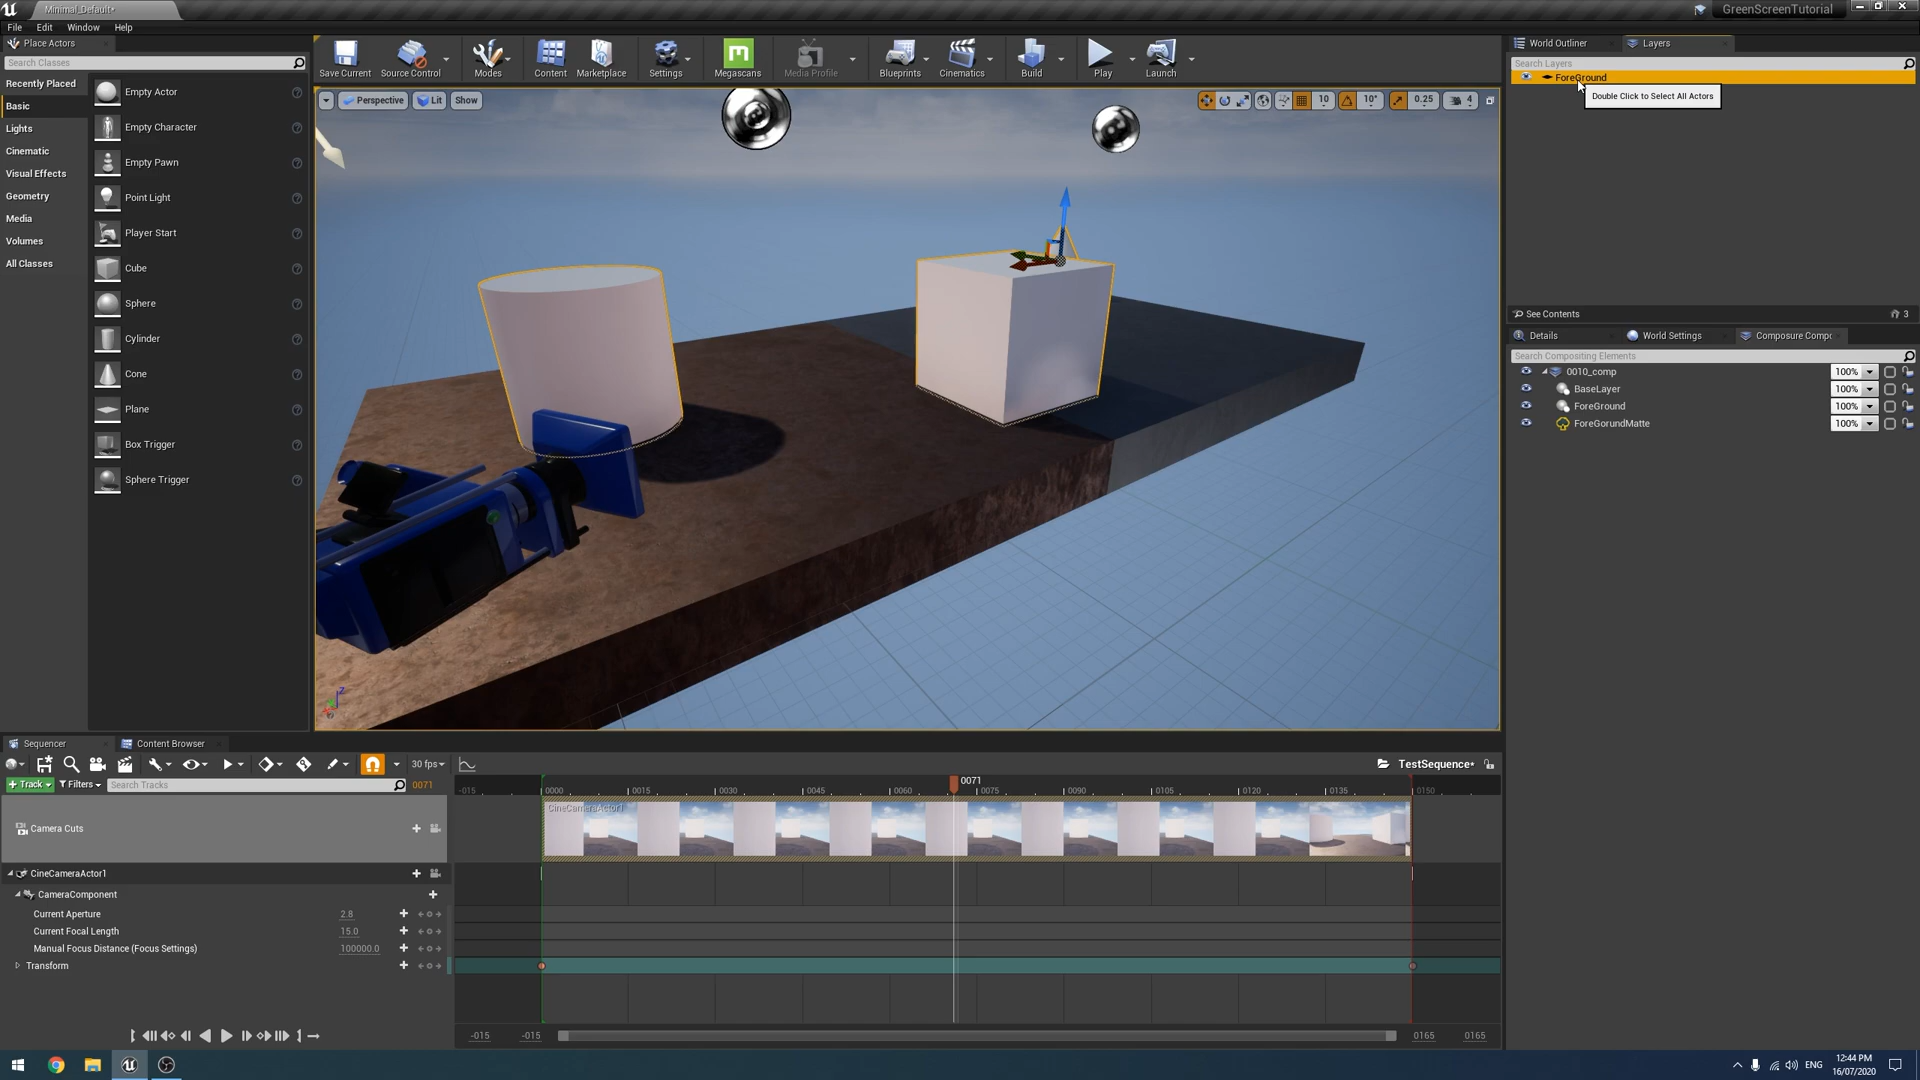 Minimal_Default*
GreenScreenTutorial
File Edit Window Help
Place Actors
Search Classes
Recently Placed
Basic
Lights
Cinematic
Visual Effects
Geometry
Media
Volumes
All Classes
Empty Actor
Empty Character
Empty Pawn
Point Light
Player Start
Cube
Sphere
Cylinder
Cone
Plane
Box Trigger
Sphere Trigger
Save Current Source Control Modes Content Marketplace Settings Megascans Media Profile Blueprints Cinematics Build Play Launch
Perspective Lit Show
10 10° 0.25 4
World Outliner Layers
Search Layers
ForeGround
Double Click to Select All Actors
See Contents 3
Details World Settings Composure Compo
Search Compositing Elements
0010_comp 100%
BaseLayer 100%
ForeGround 100%
ForeGorundMatte 100%
Sequencer Content Browser
30 fps TestSequence*
Track Filters Search Tracks 0071
-015 0000 0015 0030 0045 0060 0071 0075 0090 0105 0120 0135 0150
CineCameraActor1
Camera Cuts
CineCameraActor1
CameraComponent
Current Aperture 2.8
Current Focal Length 15.0
Manual Focus Distance (Focus Settings) 100000.0
Transform
-015 -015 0165 0165
ENG
12:44 PM
16/07/2020